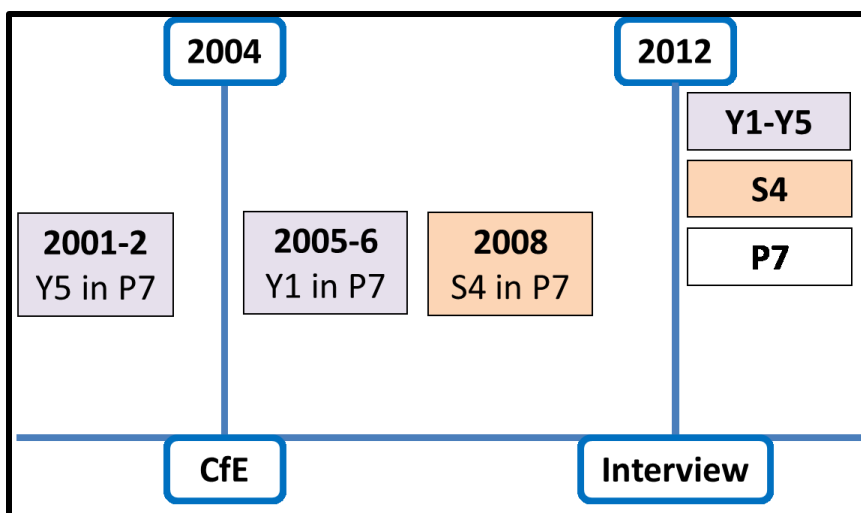 2004
2012
Y1-Y5
S4
P7
2001-2
Y5 in P7
2005-6
Y1 in P7
2008
S4 in P7
CfE
Interview